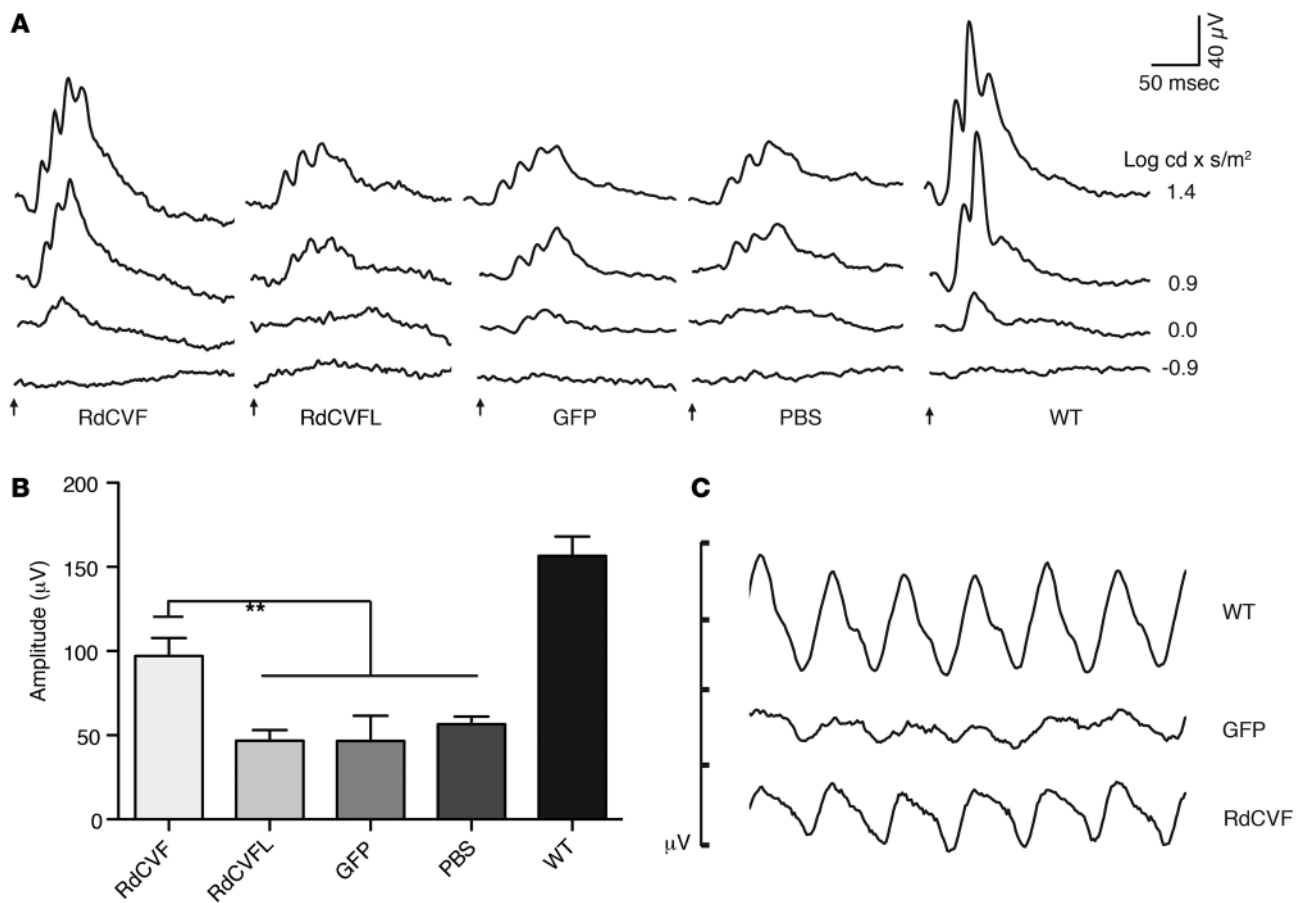 A
40 μV
50 msec
Log cd x s/m²
1.4
0.9
0.0
-0.9
RdCVF
RdCVFL
GFP
PBS
WT
B
Amplitude (μV)
200
150
100
50
0
**
RdCVF
RdCVFL
GFP
PBS
WT
C
WT
GFP
RdCVF
μV